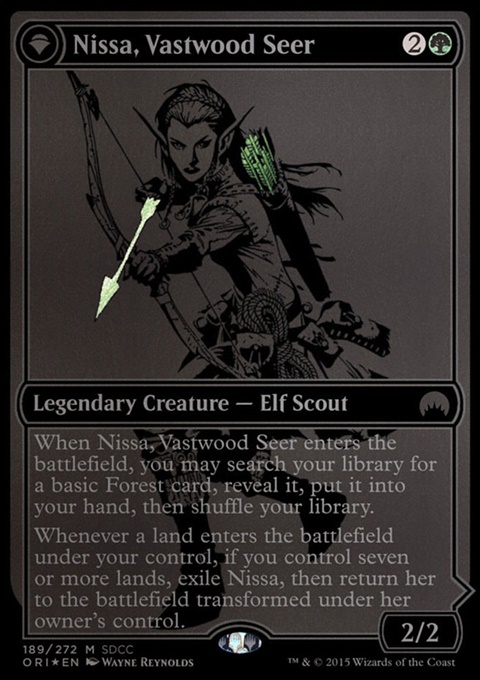 Nissa, Vastwood Seer 2
Legendary Creature — Elf Scout
When Nissa, Vastwood Seer enters the
battlefield, you may search your library for
a basic Forest card, reveal it, put it into
your hand, then shuffle your library.
Whenever a land enters the battlefield
under your control, if you control seven
or more lands, exile Nissa, then return her
to the battlefield transformed under her
owner's control.
2/2
189/272 M SDCC
ORI★EN Wayne Reynolds
™ & © 2015 Wizards of the Coast